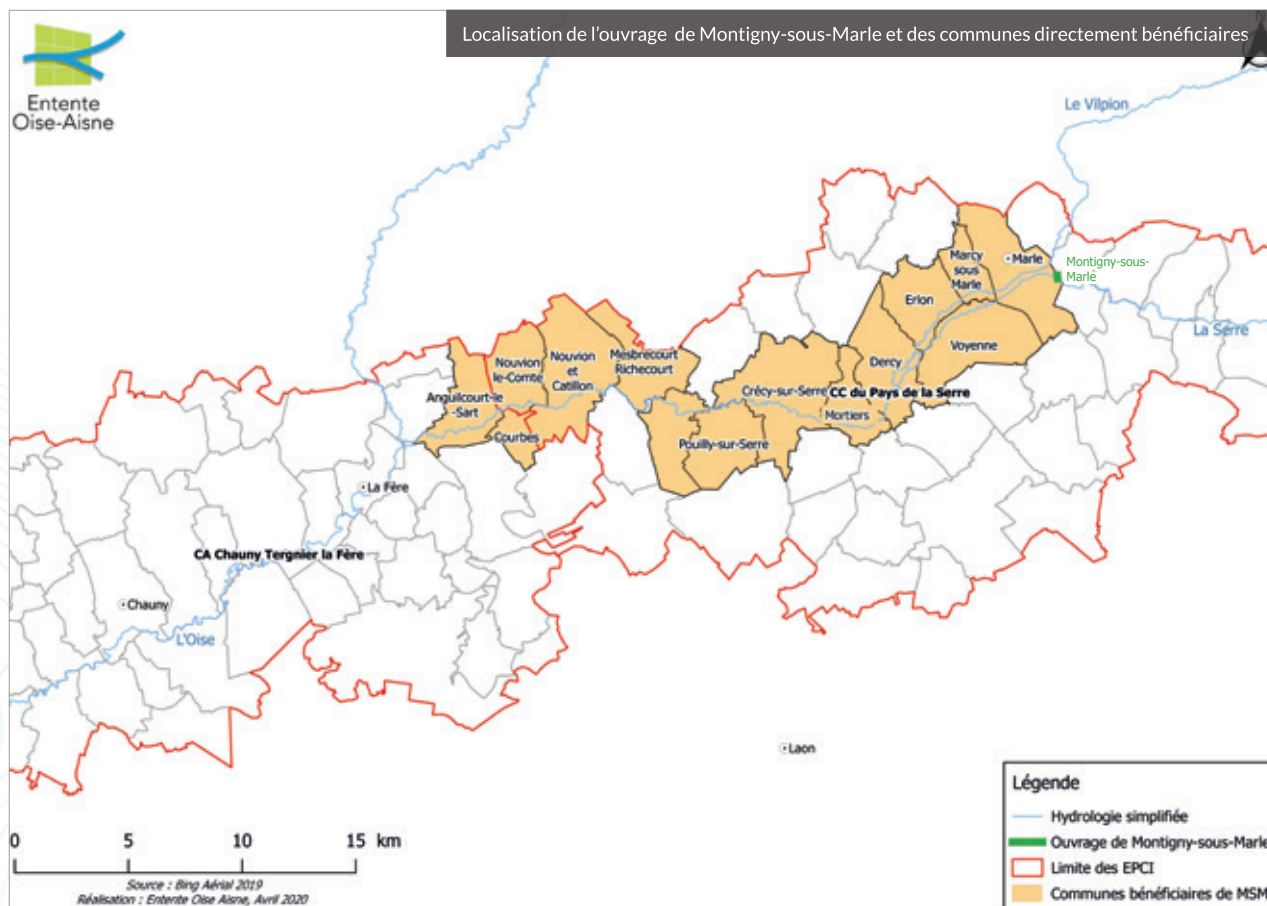 Localisation de l'ouvrage de Montigny-sous-Marle et des communes directement bénéficiaires
Entente
Oise-Aisne
Le Vilpion
Marle
Marcy
sous
Marle
Montigny-sous-
Marle
Erlon
La Serre
Voyenne
Dercy
Mesbrecourt
Richecourt
Nouvion
et
Catillon
Nouvion
le-Comte
Anguilcourt-le
-Sart
Courbes
Crécy-sur-Serre
CC du Pays de la Serre
Mortiers
Pouilly-sur-Serre
La Fère
CA Chauny Tergnier la Fère
Chauny
L'Oise
Laon
Légende
Hydrologie simplifiée
Ouvrage de Montigny-sous-Marle
Limite des EPCI
Communes bénéficiaires de MSM
0 5 10 15 km
Source : Bing Aérial 2019
Réalisation : Entente Oise Aisne, Avril 2020